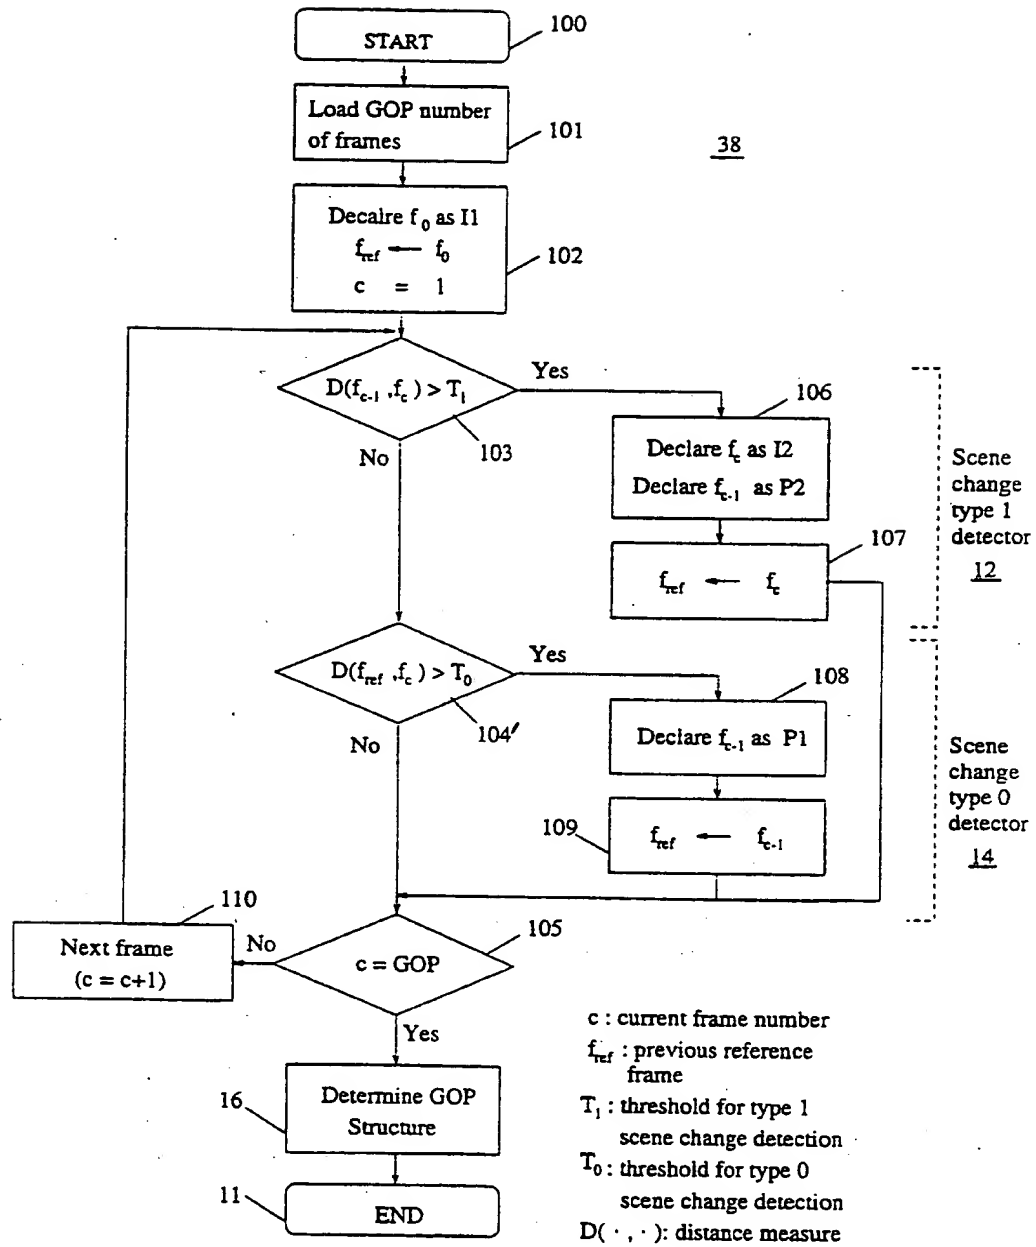 START
100
Load GOP number
of frames
101
38
Decalre f0 as I1
fref ← f0
c = 1
102
D(fc-1 ,fc ) > T1
Yes
103
No
106
Declare fc as I2
Declare fc-1 as P2
107
fref ← fc
Scene
change
type 1
detector
12
D(fref ,fc ) > T0
Yes
104′
No
108
Declare fc-1 as P1
109
fref ← fc-1
Scene
change
type 0
detector
14
110
Next frame
(c = c+1)
No
c = GOP
105
Yes
16
Determine GOP
Structure
11
END
c : current frame number
fref : previous reference
frame
T1 : threshold for type 1
scene change detection
T0 : threshold for type 0
scene change detection
D( · , · ): distance measure